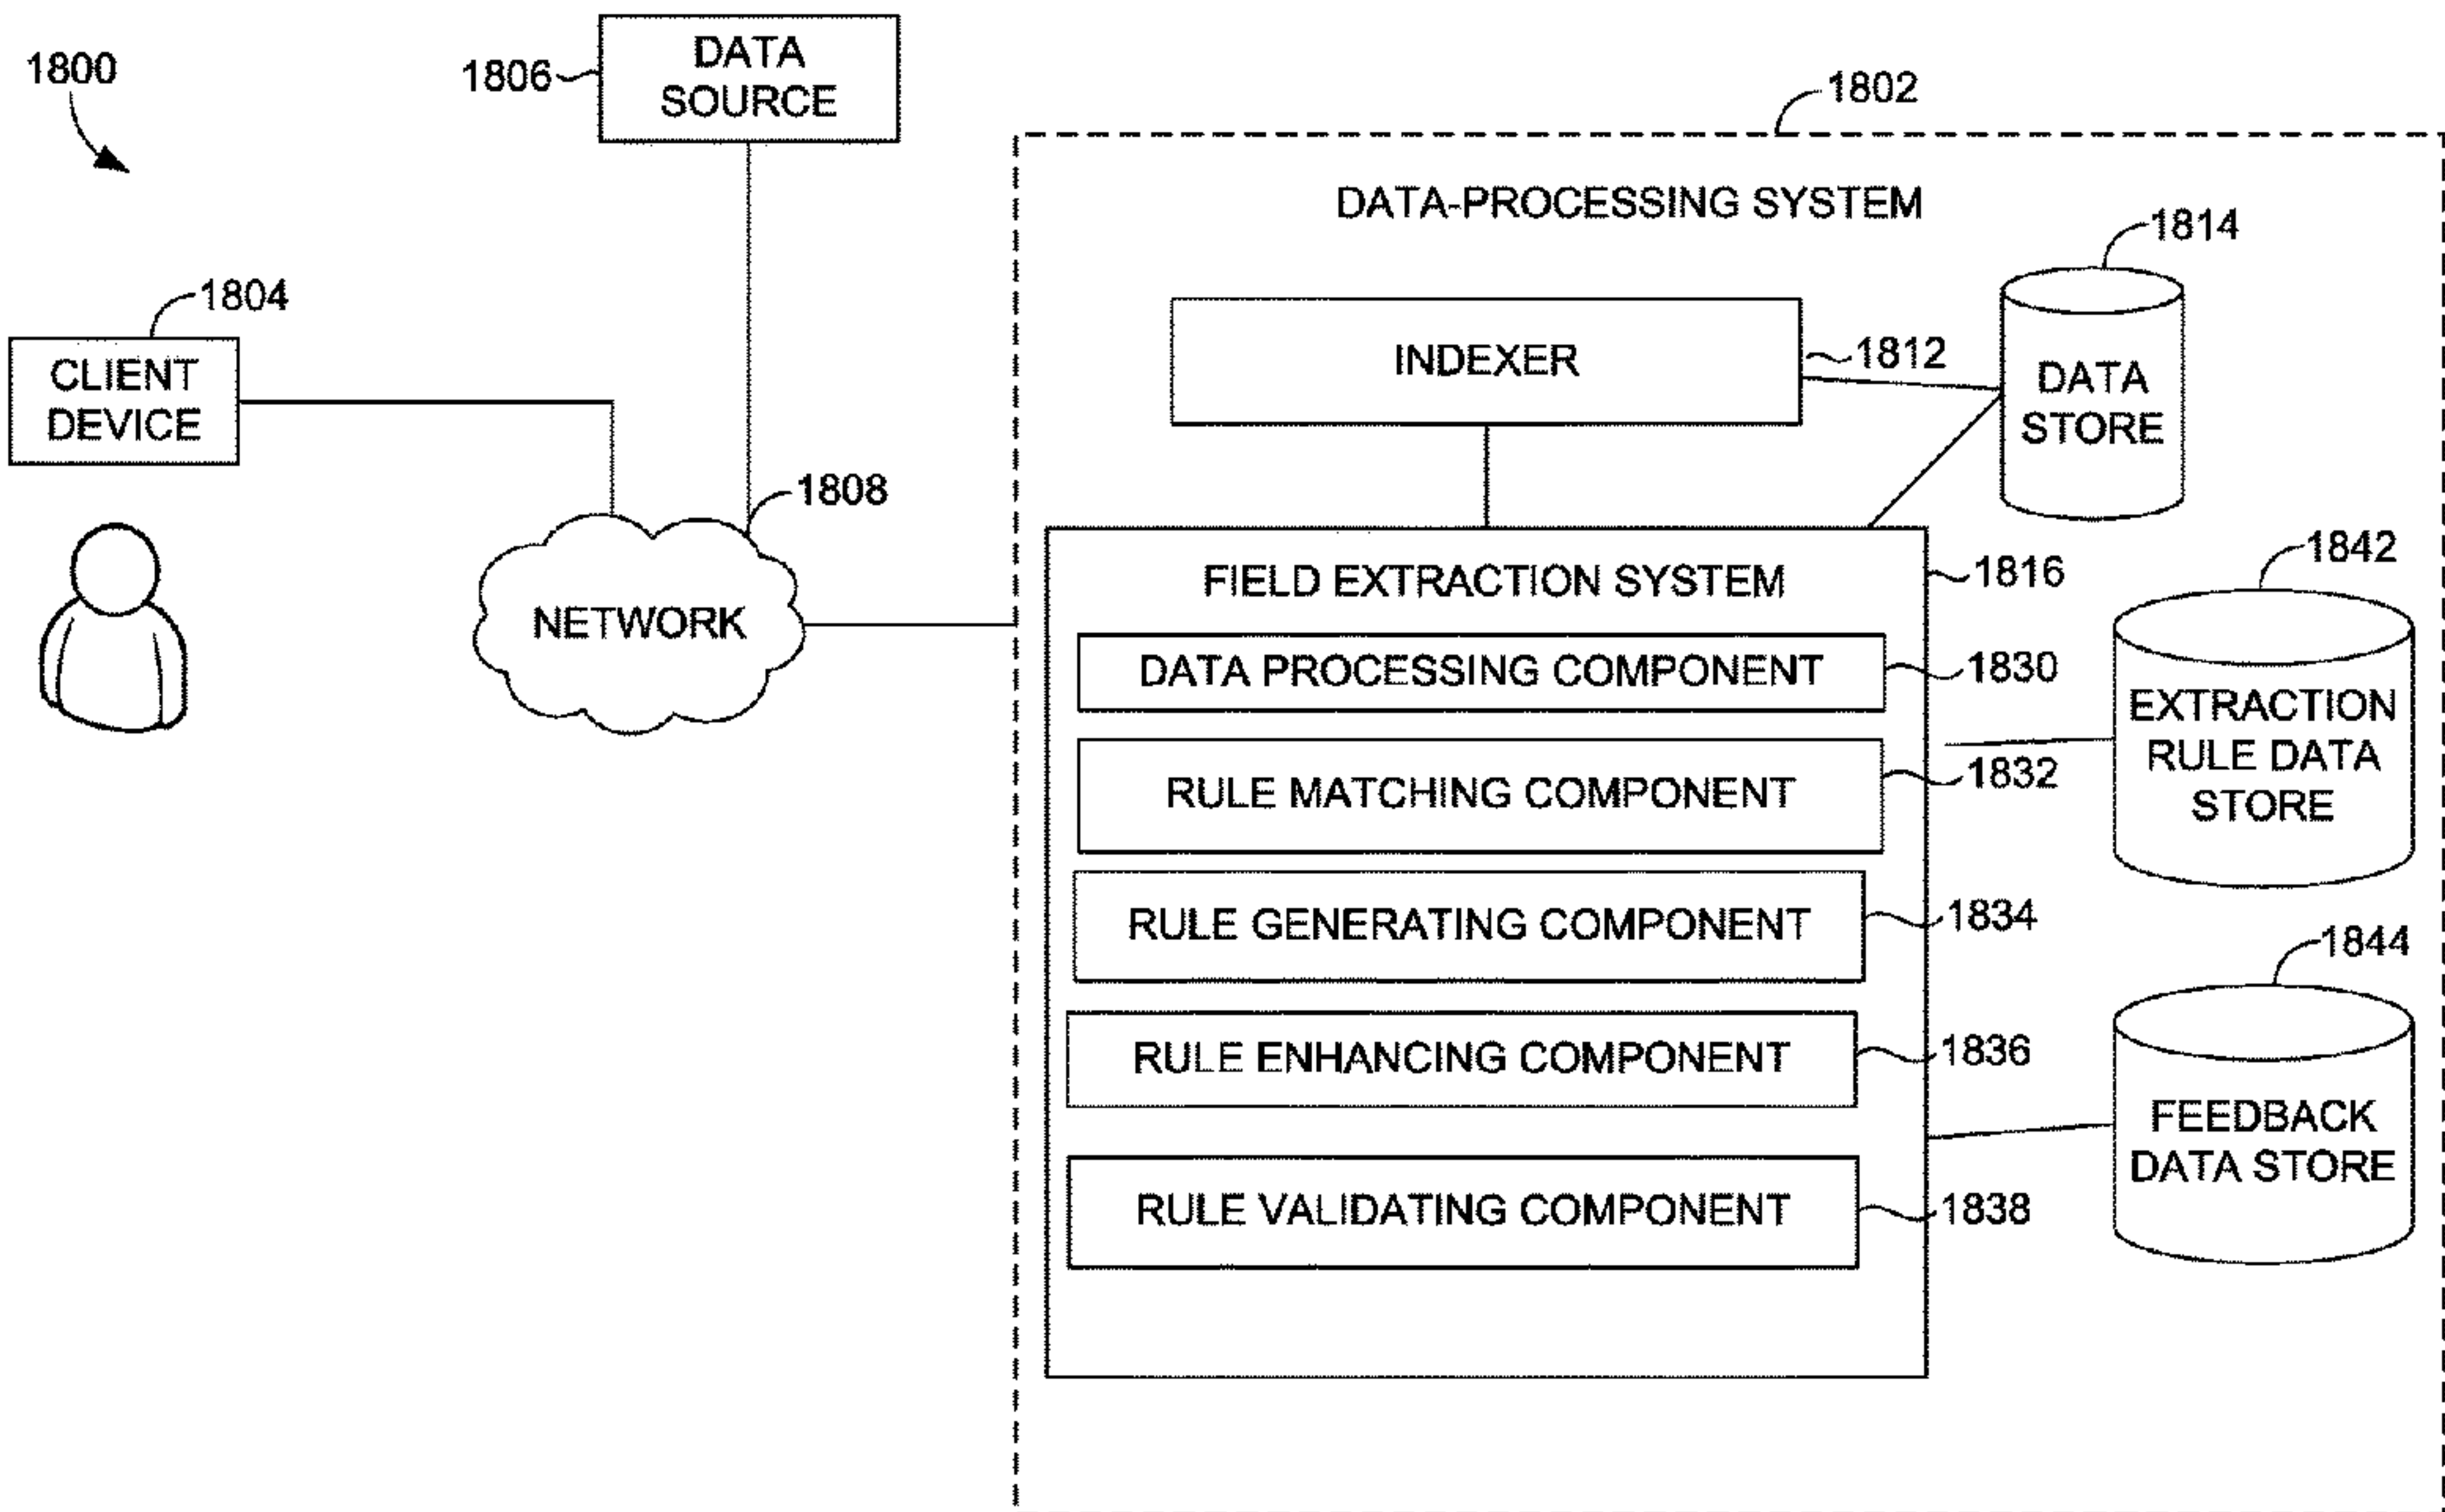 1800
1806
DATA
SOURCE
1802
DATA-PROCESSING SYSTEM
1804
CLIENT
DEVICE
1808
NETWORK
INDEXER
1812
1814
DATA
STORE
FIELD EXTRACTION SYSTEM
1816
DATA PROCESSING COMPONENT
1830
RULE MATCHING COMPONENT
1832
RULE GENERATING COMPONENT
1834
RULE ENHANCING COMPONENT
1836
RULE VALIDATING COMPONENT
1838
1842
EXTRACTION
RULE DATA
STORE
1844
FEEDBACK
DATA STORE